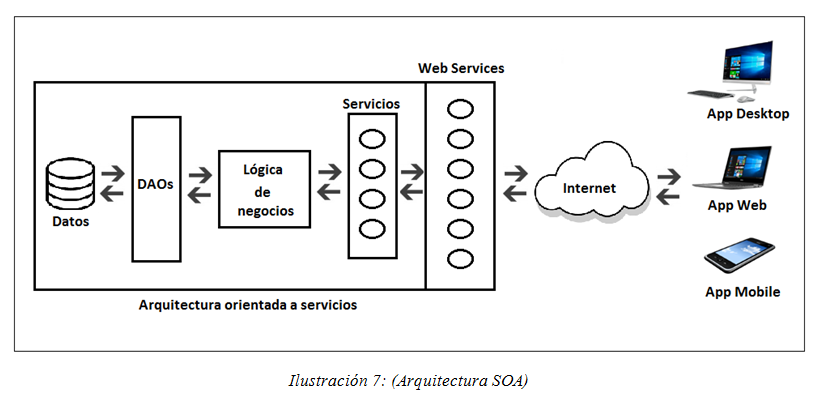 Web Services
Servicios
App Desktop
DAOs
Lógica
de
negocios
Datos
Internet
App Web
App Mobile
Arquitectura orientada a servicios
Ilustración 7: (Arquitectura SOA)